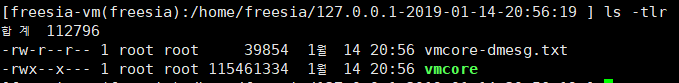 [freesia-vm(freesia):/home/freesia/127.0.0.1-2019-01-14-20:56:19 ] ls -tlr
합 계  112796
-rw-r--r-- 1 root root     39854  1월  14 20:56 vmcore-dmesg.txt
-rwx--x--- 1 root root 115461334  1월  14 20:56 vmcore